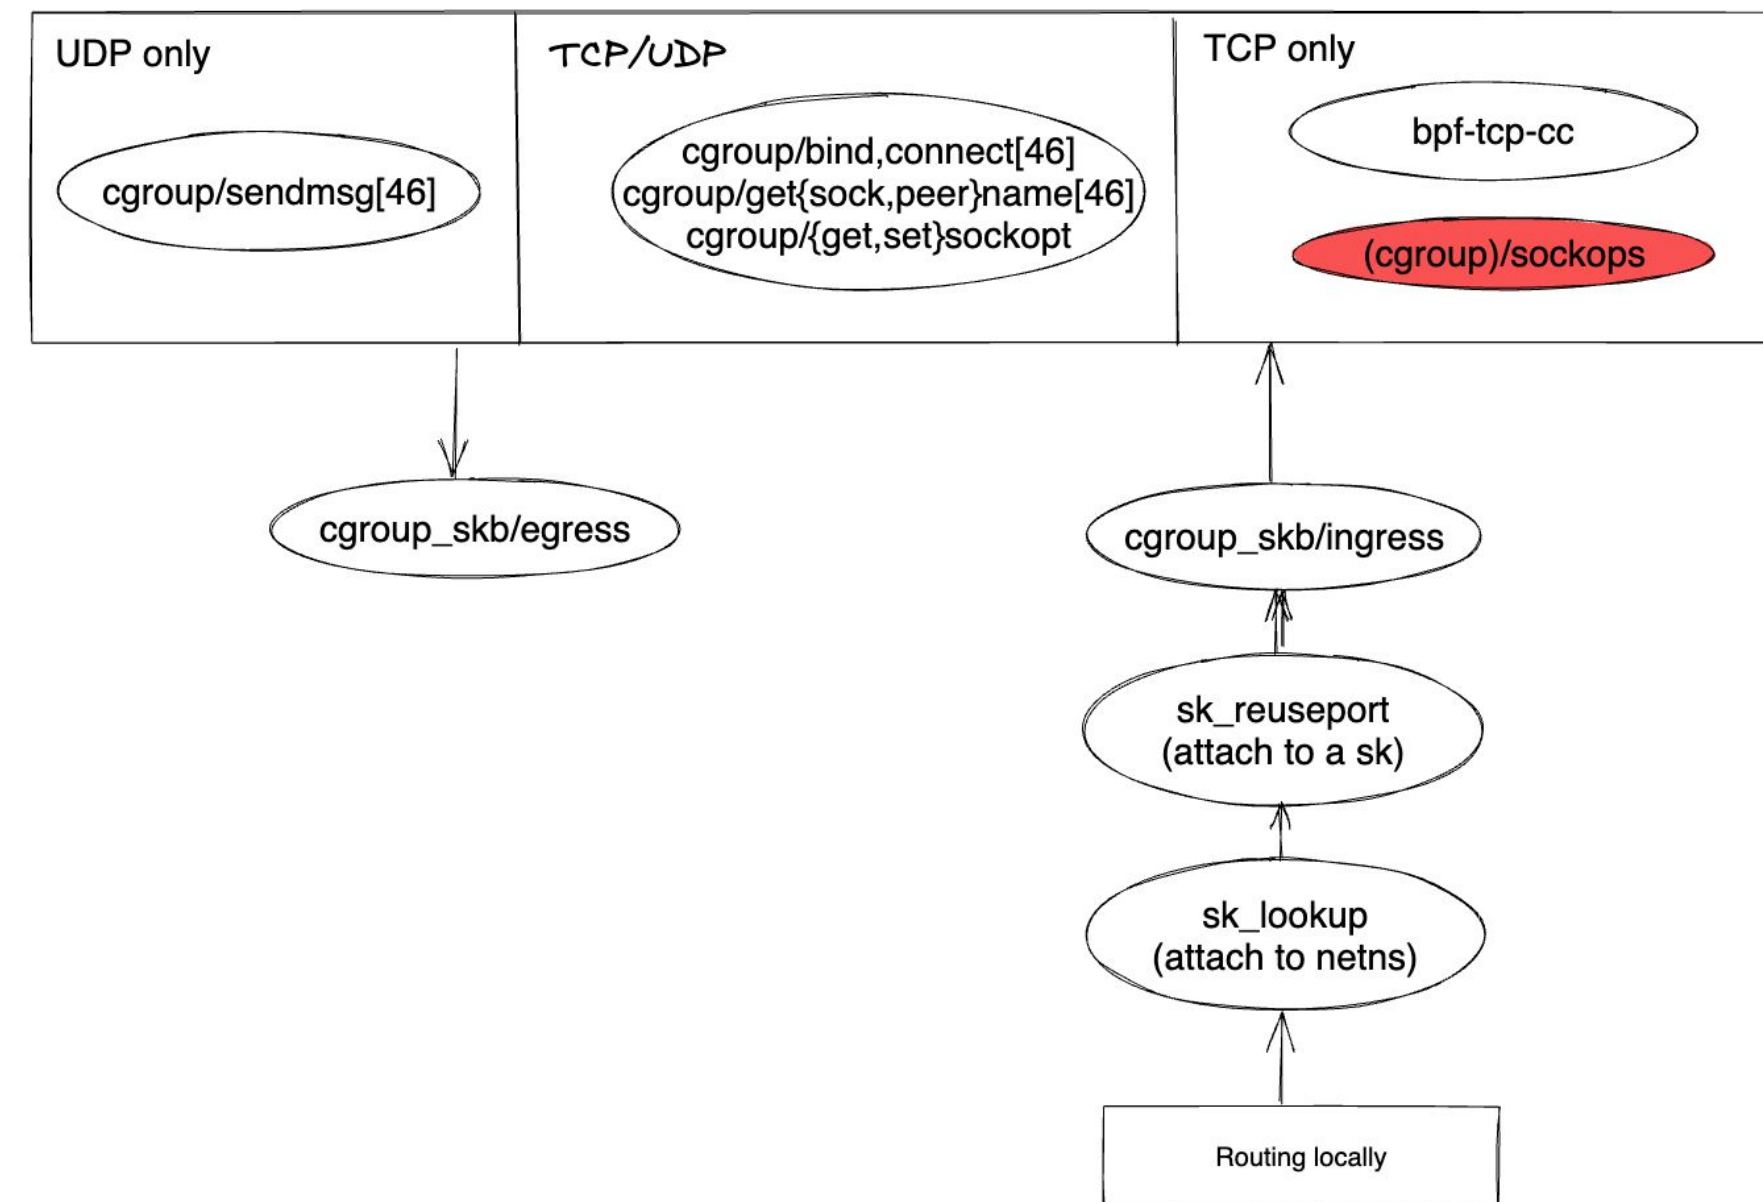 UDP only
cgroup/sendmsg[46]
TCP/UDP
cgroup/bind,connect[46]
cgroup/get{sock,peer}name[46]
cgroup/{get,set}sockopt
TCP only
bpf-tcp-cc
(cgroup)/sockops
cgroup_skb/egress
cgroup_skb/ingress
sk_reuseport
(attach to a sk)
sk_lookup
(attach to netns)
Routing locally